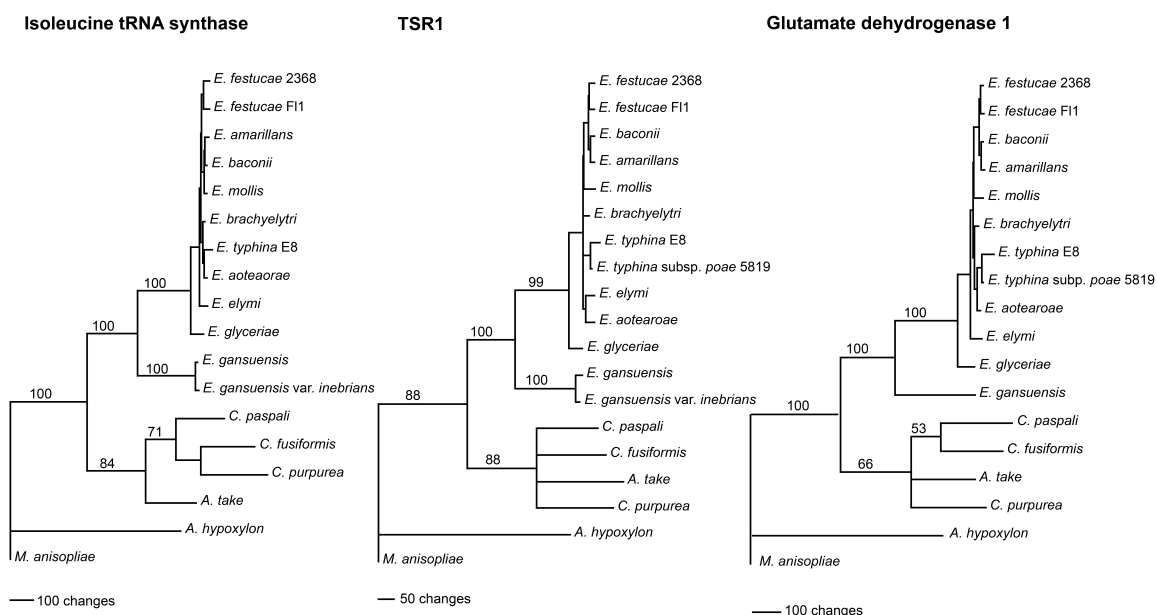 Isoleucine tRNA synthase
E. festucae 2368
E. festucae Fl1
E. amarillans
E. baconii
E. mollis
E. brachyelytri
E. typhina E8
E. aoteaorae
E. elymi
E. glyceriae
E. gansuensis
E. gansuensis var. inebrians
C. paspali
C. fusiformis
C. purpurea
A. take
A. hypoxylon
M. anisopliae
100
100
100
100
71
84
100 changes
TSR1
E. festucae 2368
E. festucae Fl1
E. baconii
E. amarillans
E. mollis
E. brachyelytri
E. typhina E8
E. typhina subsp. poae 5819
E. elymi
E. aotearoae
E. glyceriae
E. gansuensis
E. gansuensis var. inebrians
C. paspali
C. fusiformis
A. take
C. purpurea
A. hypoxylon
M. anisopliae
99
100
100
88
88
50 changes
Glutamate dehydrogenase 1
E. festucae 2368
E. festucae Fl1
E. baconii
E. amarillans
E. mollis
E. brachyelytri
E. typhina E8
E. typhina subp. poae 5819
E. aotearoae
E. elymi
E. glyceriae
E. gansuensis
C. paspali
C. fusiformis
A. take
C. purpurea
A. hypoxylon
M. anisopliae
100
100
100
53
66
100 changes